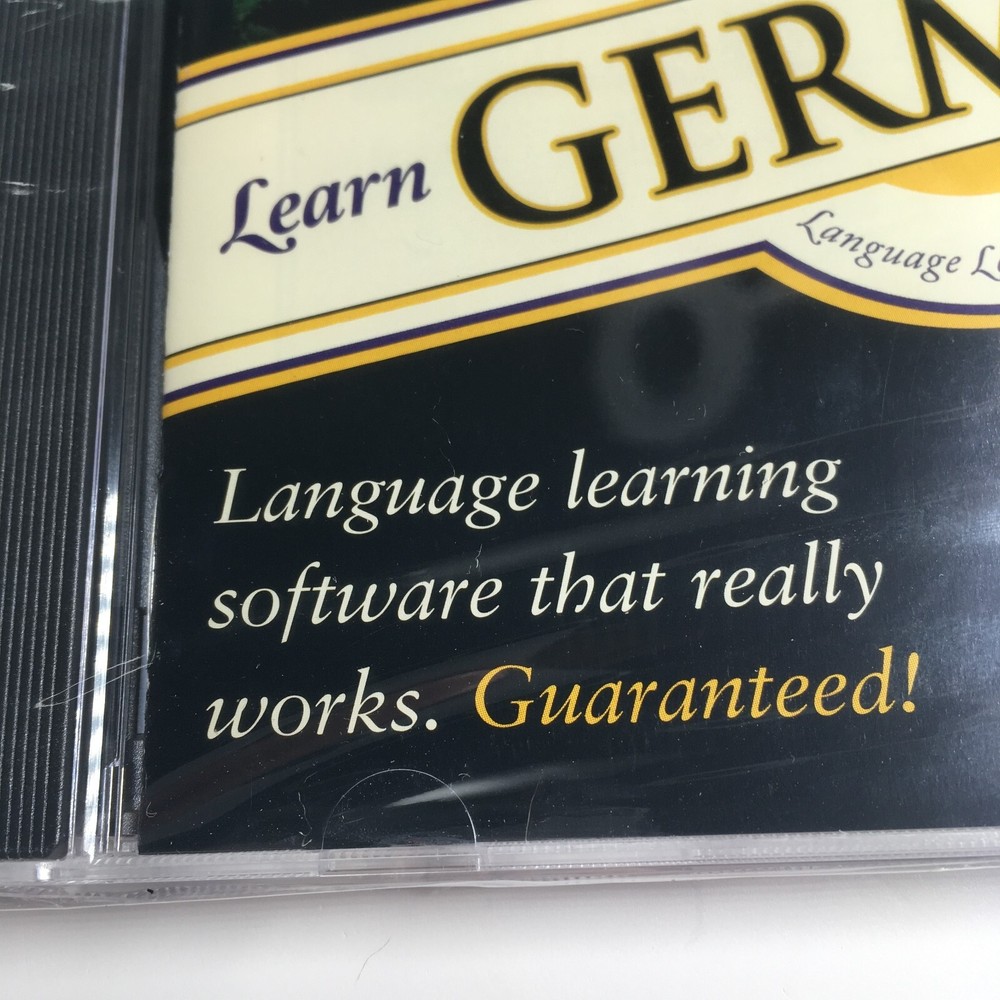 Learn GERM
Language
Language learning
software that really
works. Guaranteed!